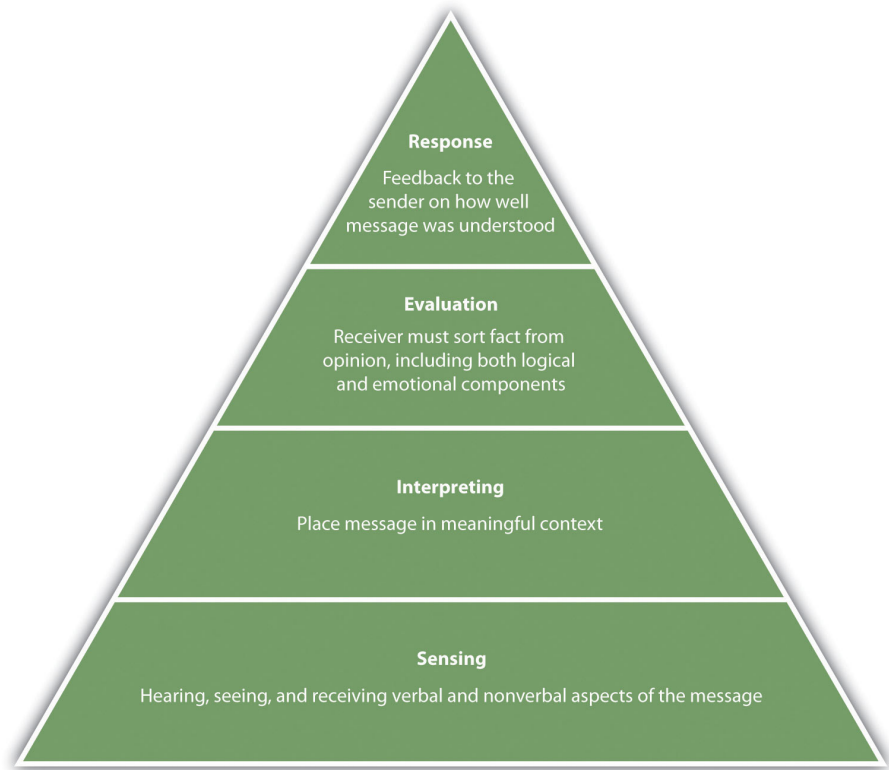 Response
Feedback to the
sender on how well
message was understood
Evaluation
Receiver must sort fact from
opinion, including both logical
and emotional components
Interpreting
Place message in meaningful context
Sensing
Hearing, seeing, and receiving verbal and nonverbal aspects of the message